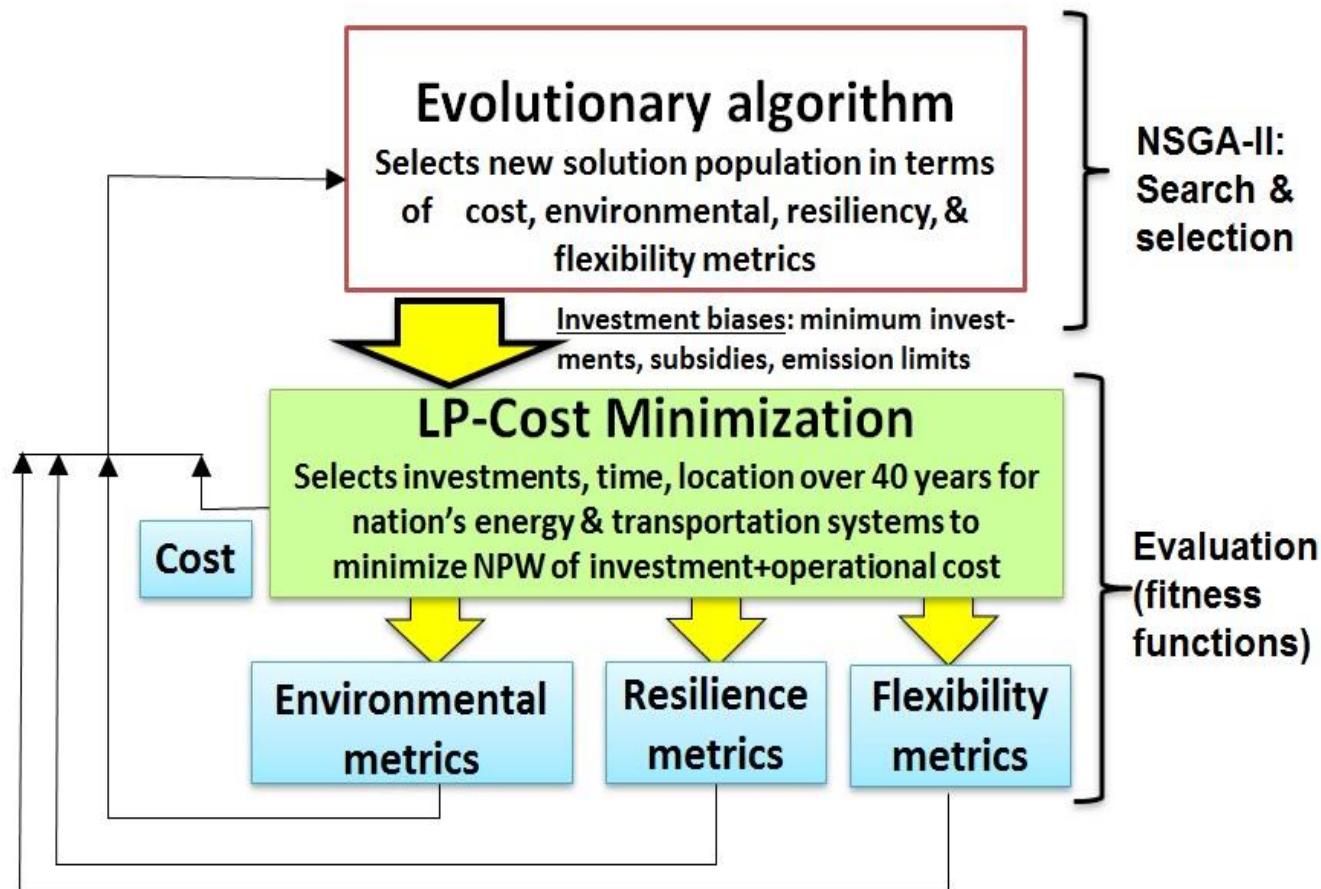 Evolutionary algorithm
Selects new solution population in terms
of cost, environmental, resiliency, &
flexibility metrics
NSGA-II:
Search &
selection
Investment biases: minimum invest-
ments, subsidies, emission limits
LP-Cost Minimization
Selects investments, time, location over 40 years for
nation's energy & transportation systems to
minimize NPW of investment+operational cost
Cost
Evaluation
(fitness
functions)
Environmental
metrics
Resilience
metrics
Flexibility
metrics